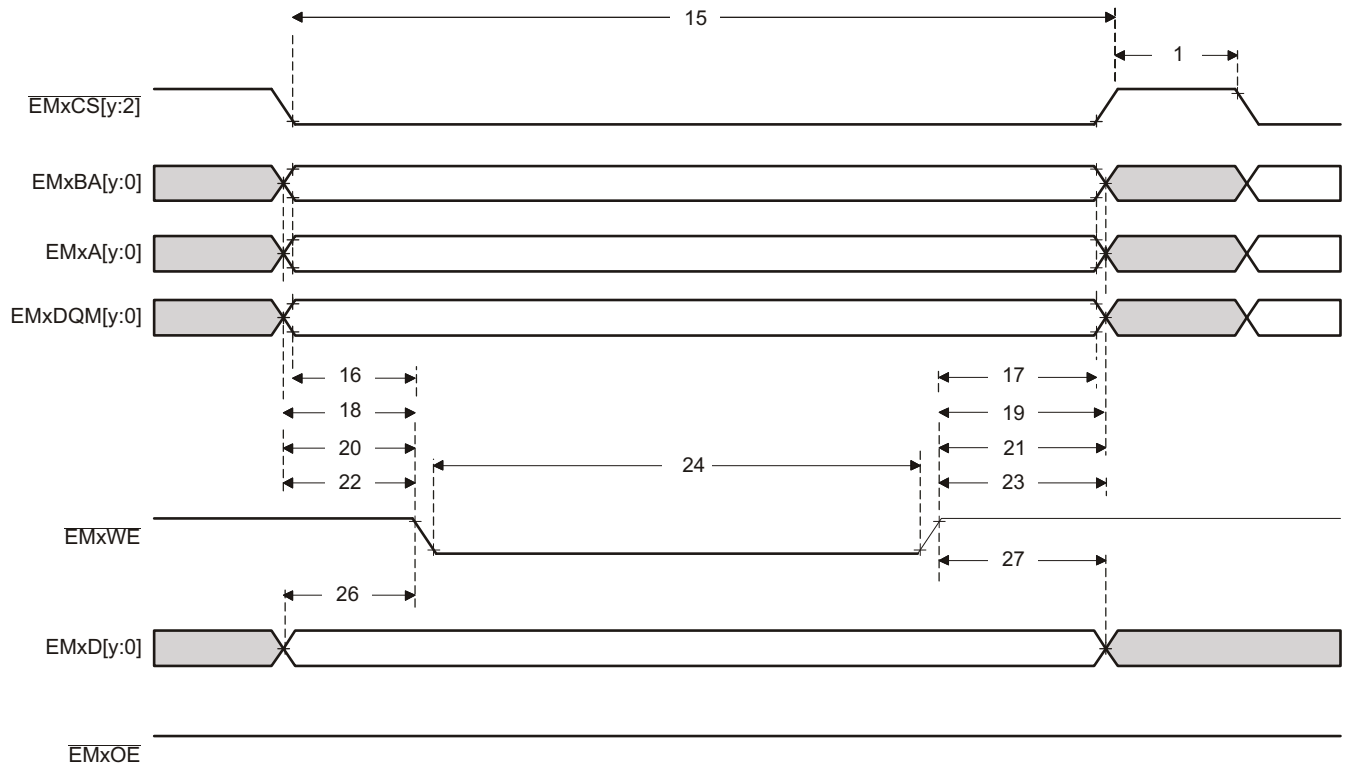 15
1
EMxCS[y:2]
EMxBA[y:0]
EMxA[y:0]
EMxDQM[y:0]
16
17
18
19
20
21
24
22
23
EMxWE
27
26
EMxD[y:0]
EMxOE